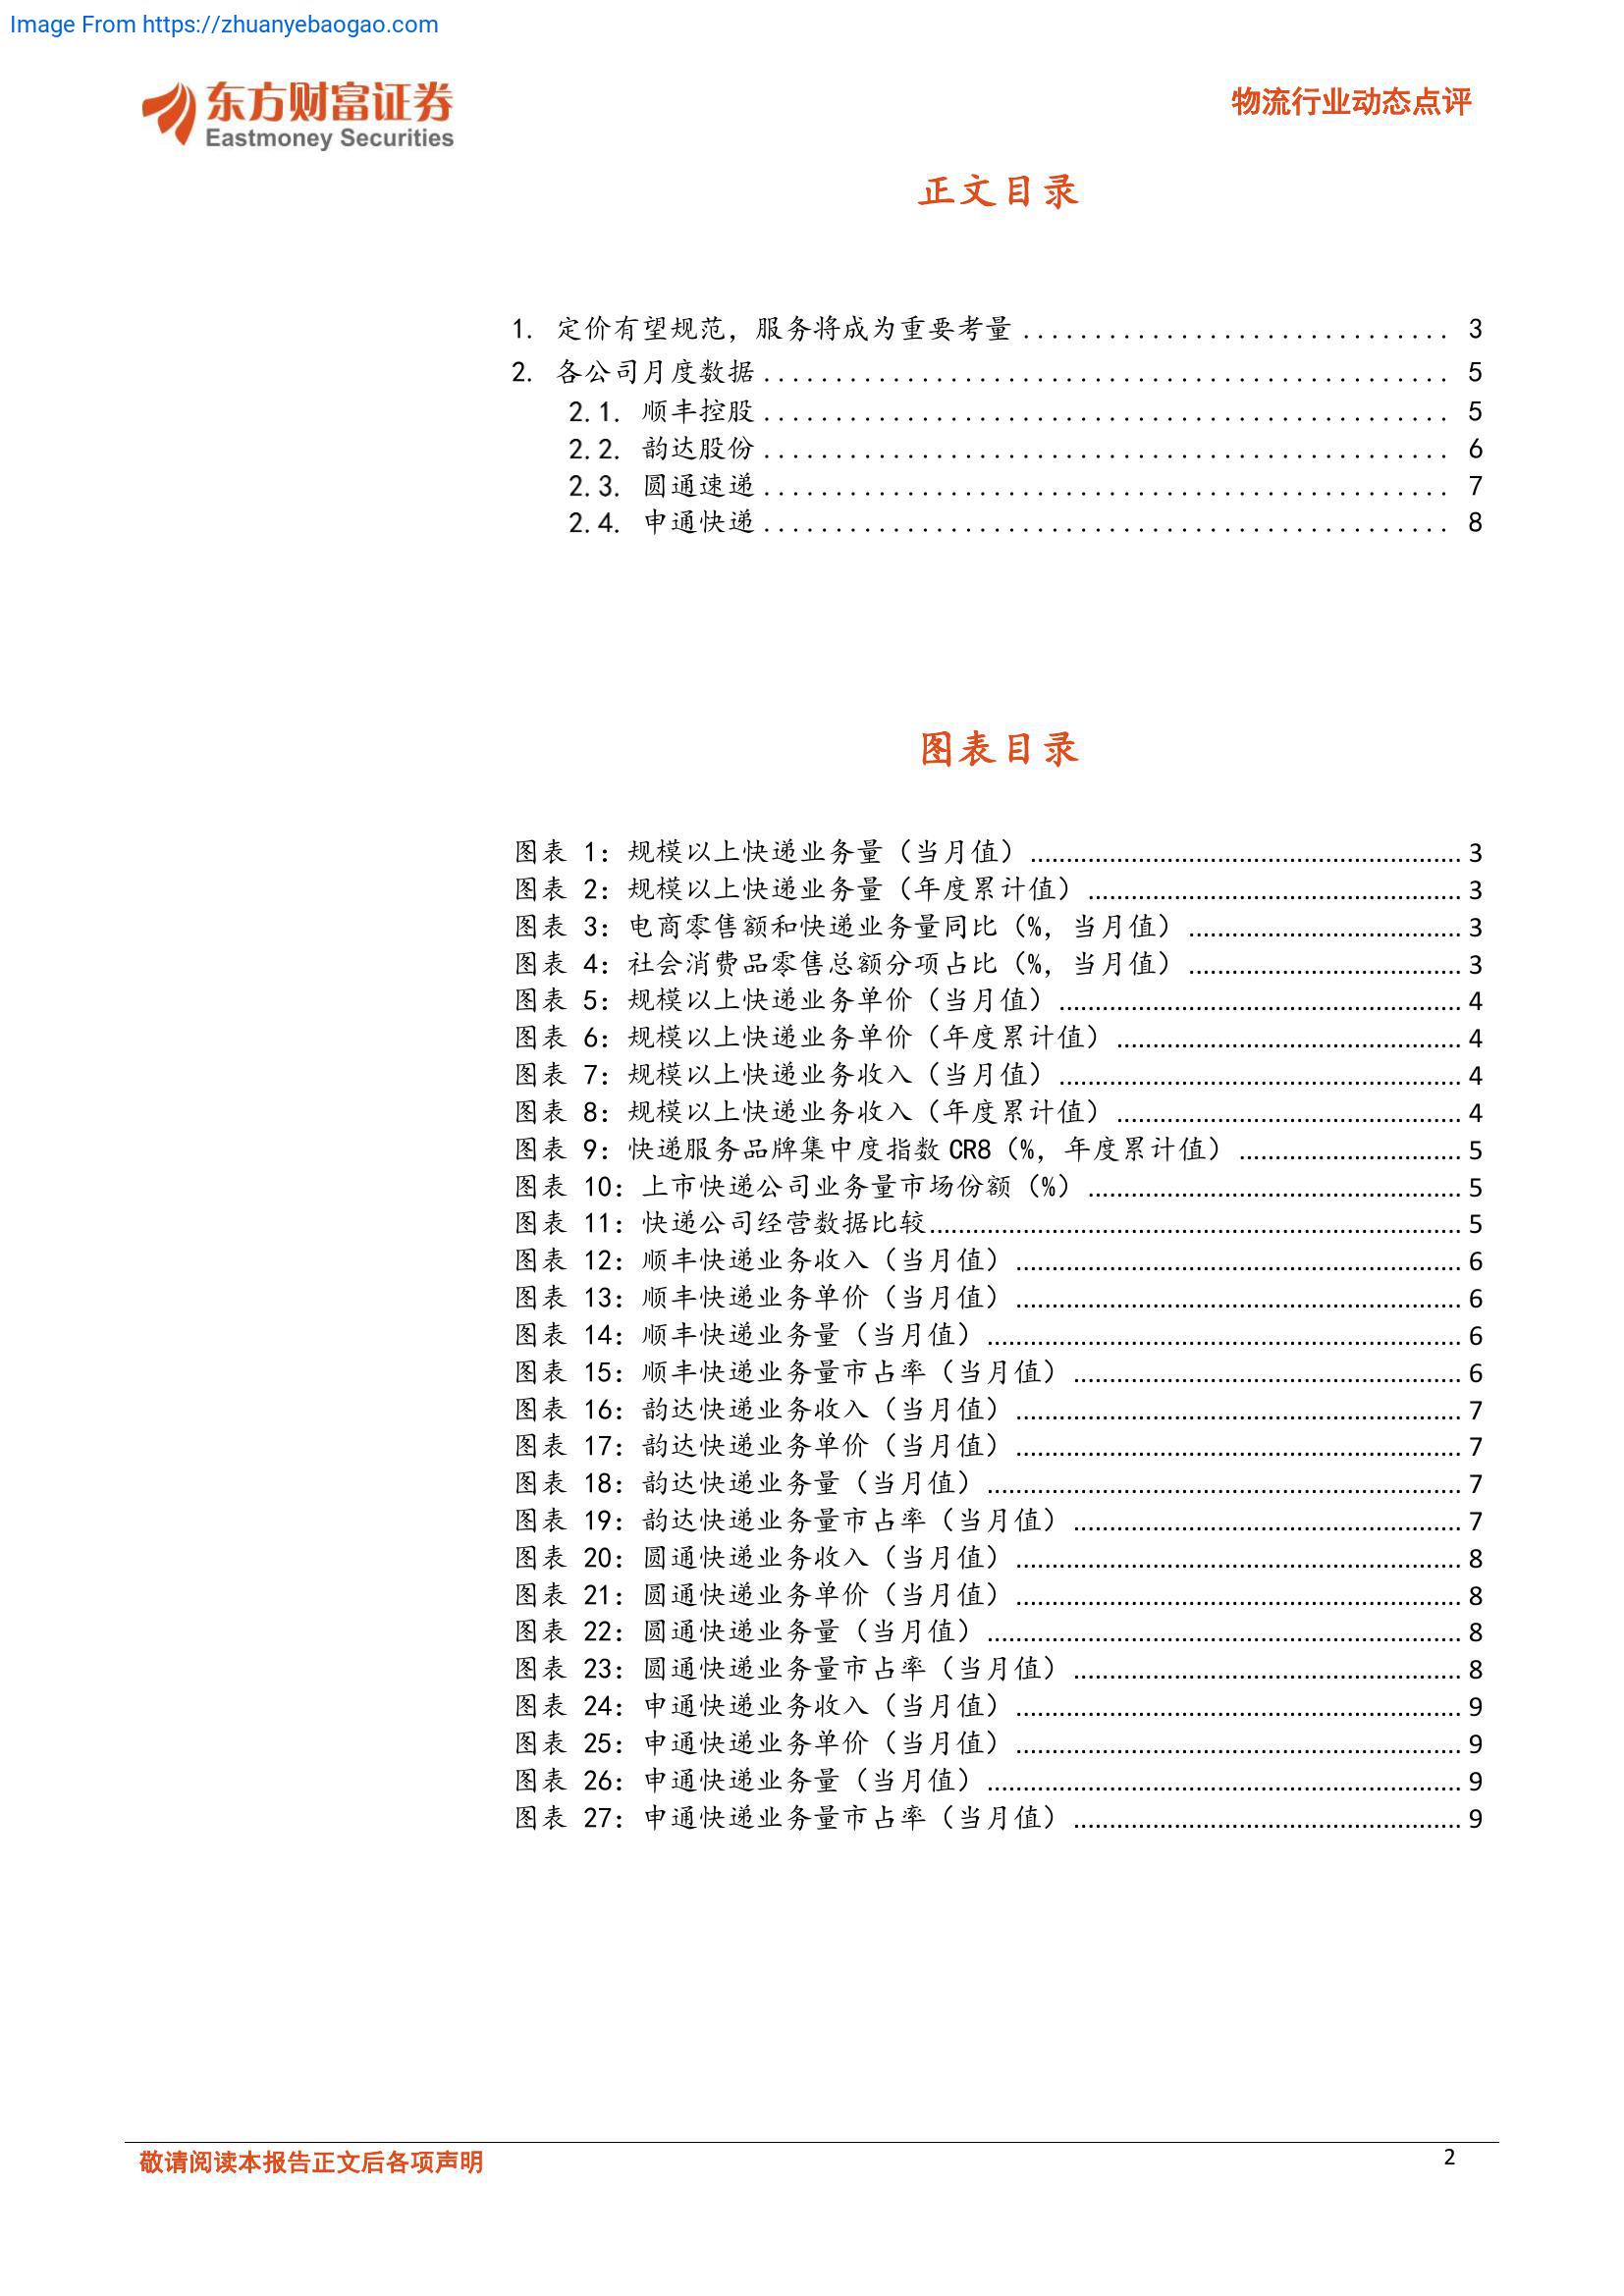 Image From https://zhuanyebaogao.com
东方财富证券
Eastmoney Securities
物流行业动态点评
正文目录
1. 定价有望规范，服务将成为重要考量 .............................. 3
2. 各公司月度数据 ................................................ 5
2.1. 顺丰控股 ................................................ 5
2.2. 韵达股份 ................................................ 6
2.3. 圆通速递 ................................................ 7
2.4. 申通快递 ................................................ 8
图表目录
图表 1：规模以上快递业务量（当月值） ............................ 3
图表 2：规模以上快递业务量（年度累计值） ............................ 3
图表 3：电商零售额和快递业务量同比（%，当月值） ............................ 3
图表 4：社会消费品零售总额分项占比（%，当月值） ............................ 3
图表 5：规模以上快递业务单价（当月值） ............................ 4
图表 6：规模以上快递业务单价（年度累计值） ............................ 4
图表 7：规模以上快递业务收入（当月值） ............................ 4
图表 8：规模以上快递业务收入（年度累计值） ............................ 4
图表 9：快递服务品牌集中度指数 CR8（%，年度累计值） ............................ 5
图表 10：上市快递公司业务量市场份额（%） ............................ 5
图表 11：快递公司经营数据比较 ............................ 5
图表 12：顺丰快递业务收入（当月值） ............................ 6
图表 13：顺丰快递业务单价（当月值） ............................ 6
图表 14：顺丰快递业务量（当月值） ............................ 6
图表 15：顺丰快递业务量市占率（当月值） ............................ 6
图表 16：韵达快递业务收入（当月值） ............................ 7
图表 17：韵达快递业务单价（当月值） ............................ 7
图表 18：韵达快递业务量（当月值） ............................ 7
图表 19：韵达快递业务量市占率（当月值） ............................ 7
图表 20：圆通快递业务收入（当月值） ............................ 8
图表 21：圆通快递业务单价（当月值） ............................ 8
图表 22：圆通快递业务量（当月值） ............................ 8
图表 23：圆通快递业务量市占率（当月值） ............................ 8
图表 24：申通快递业务收入（当月值） ............................ 9
图表 25：申通快递业务单价（当月值） ............................ 9
图表 26：申通快递业务量（当月值） ............................ 9
图表 27：申通快递业务量市占率（当月值） ............................ 9
敬请阅读本报告正文后各项声明
2